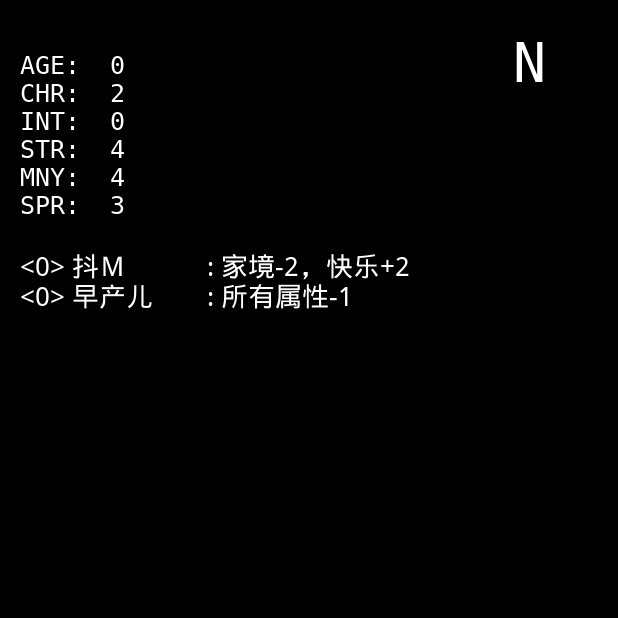 N
AGE: 0
CHR: 2
INT: 0
STR: 4
MNY: 4
SPR: 3
<0> 抖M : 家境-2，快乐+2
<0> 早产儿 : 所有属性-1